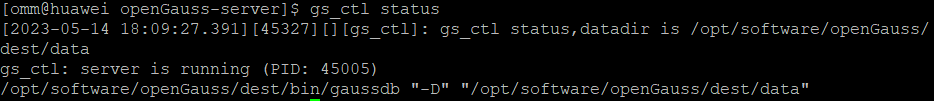 [omm@huawei openGauss-server]$ gs_ctl status
[2023-05-14 18:09:27.391][45327][][gs_ctl]: gs_ctl status,datadir is /opt/software/openGauss/
dest/data
gs_ctl: server is running (PID: 45005)
/opt/software/openGauss/dest/bin/gaussdb "-D" "/opt/software/openGauss/dest/data"